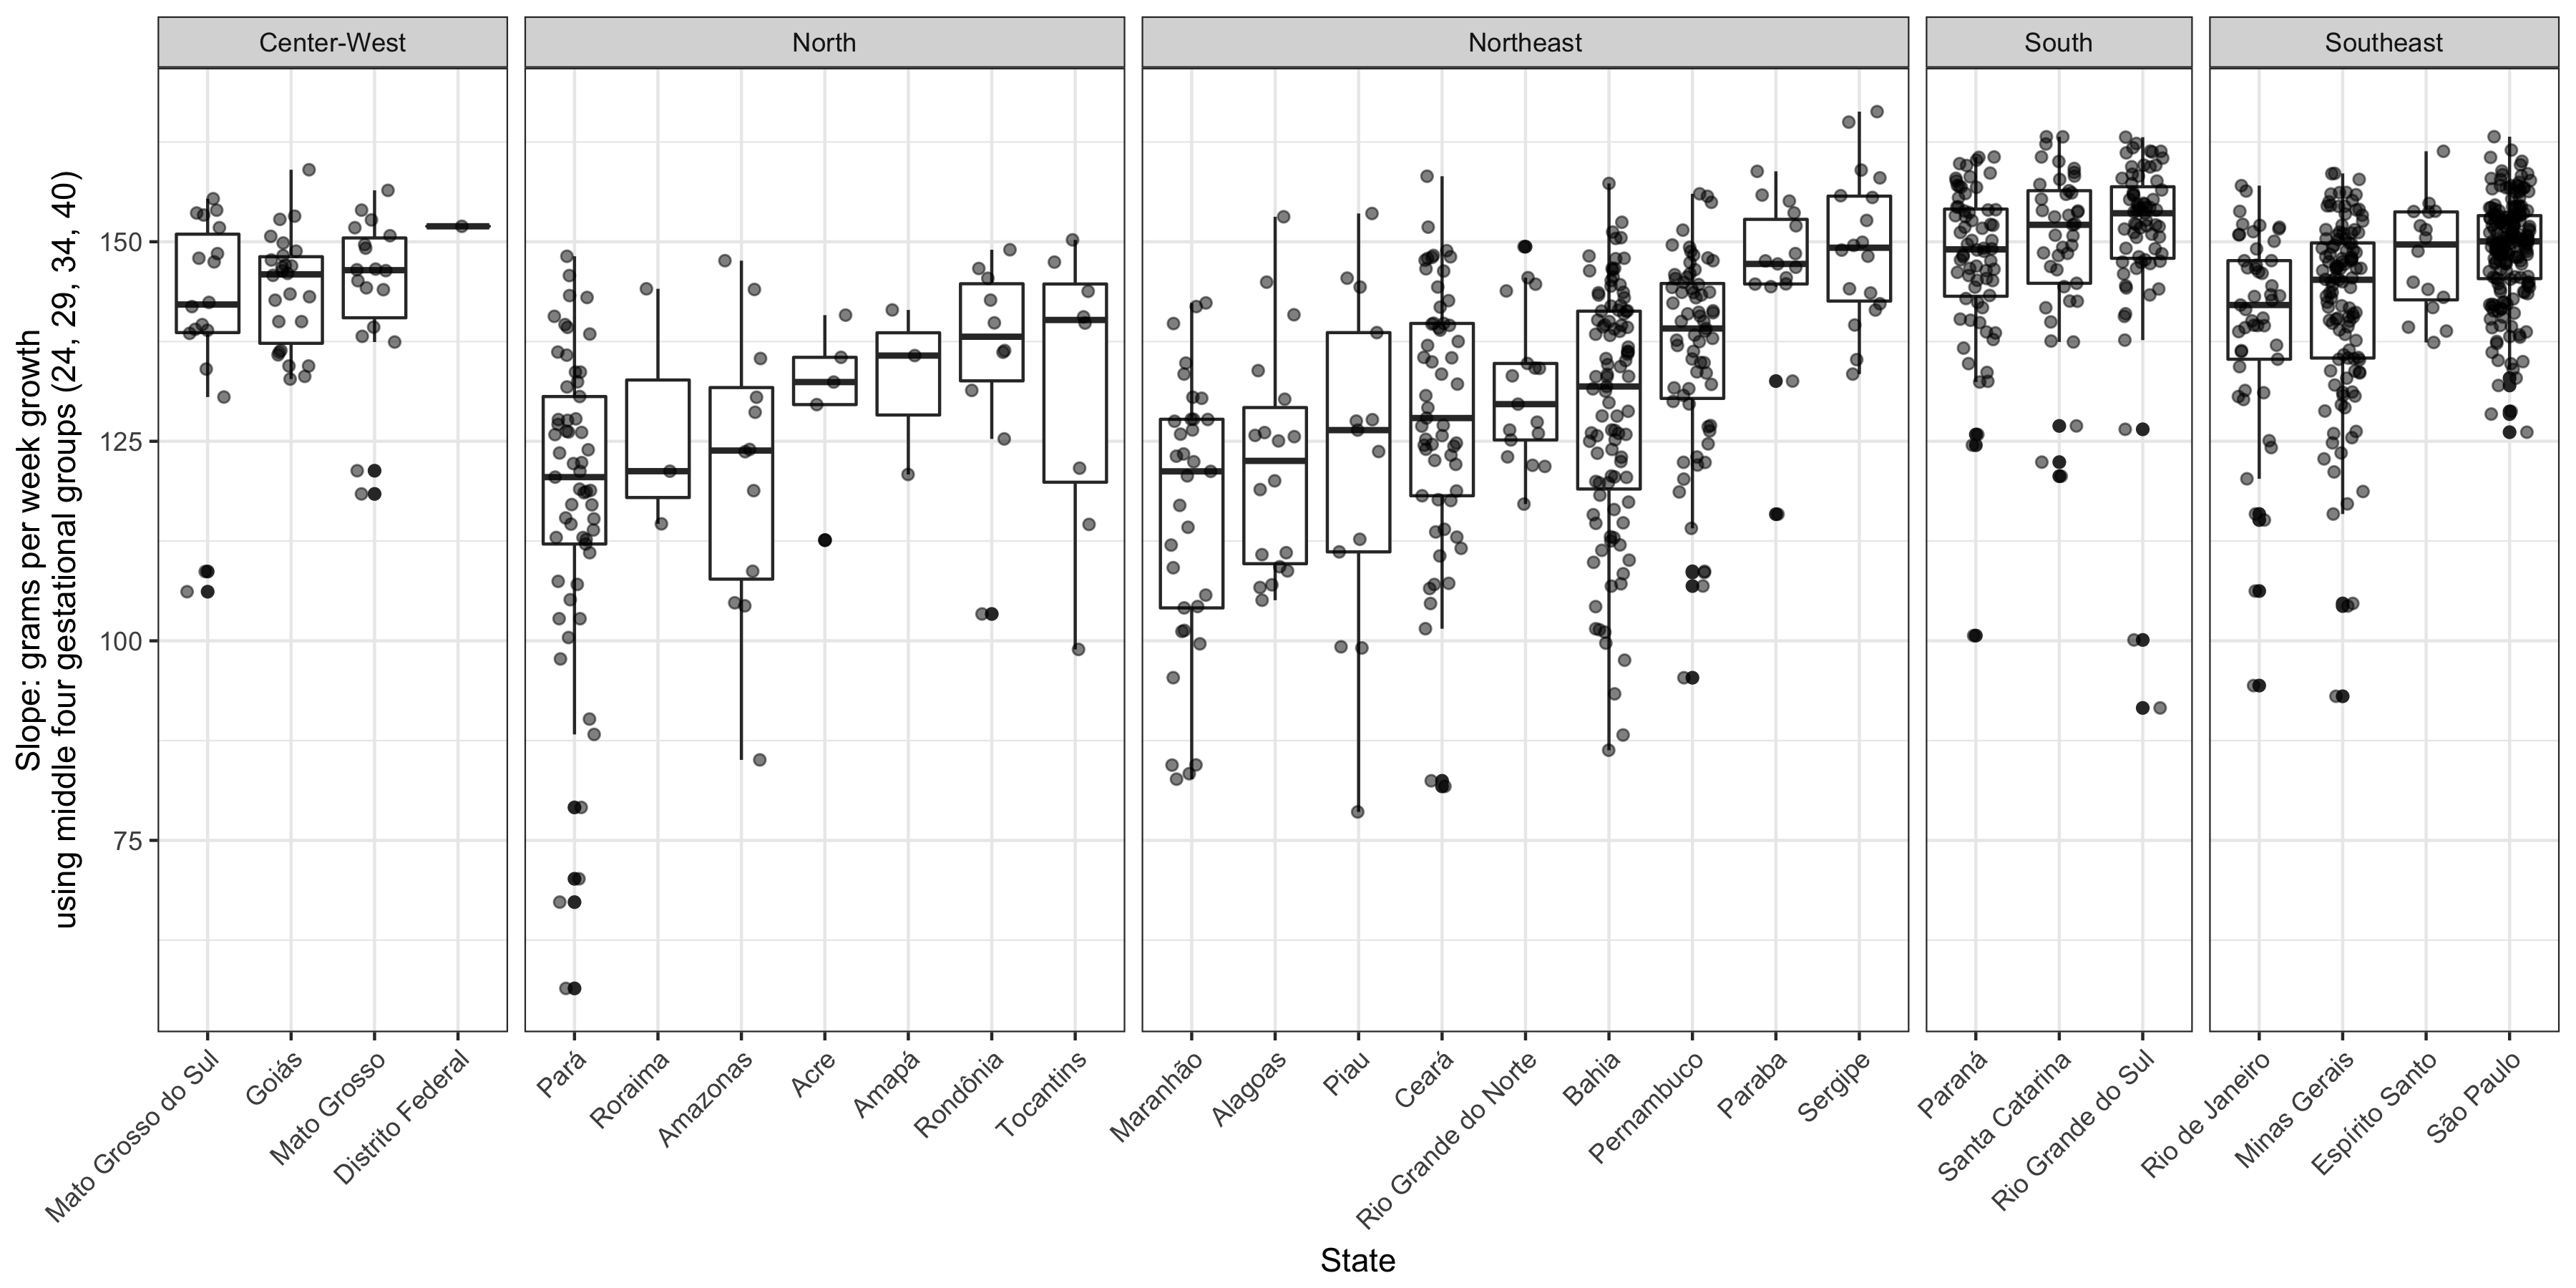 Center-West
North
Northeast
South
Southeast
Slope: grams per week growth
using middle four gestational groups (24, 29, 34, 40)
150
125
100
75
Mato Grosso do Sul
Goiás
Mato Grosso
Distrito Federal
Pará
Roraima
Amazonas
Acre
Amapá
Rondônia
Tocantins
Maranhão
Alagoas
Piau
Ceará
Rio Grande do Norte
Bahia
Pernambuco
Paraba
Sergipe
Paraná
Santa Catarina
Rio Grande do Sul
Rio de Janeiro
Minas Gerais
Espírito Santo
São Paulo
State